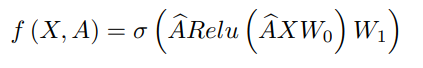 f (X, A) = σ (ÂRelu (ÂXW₀) W₁)